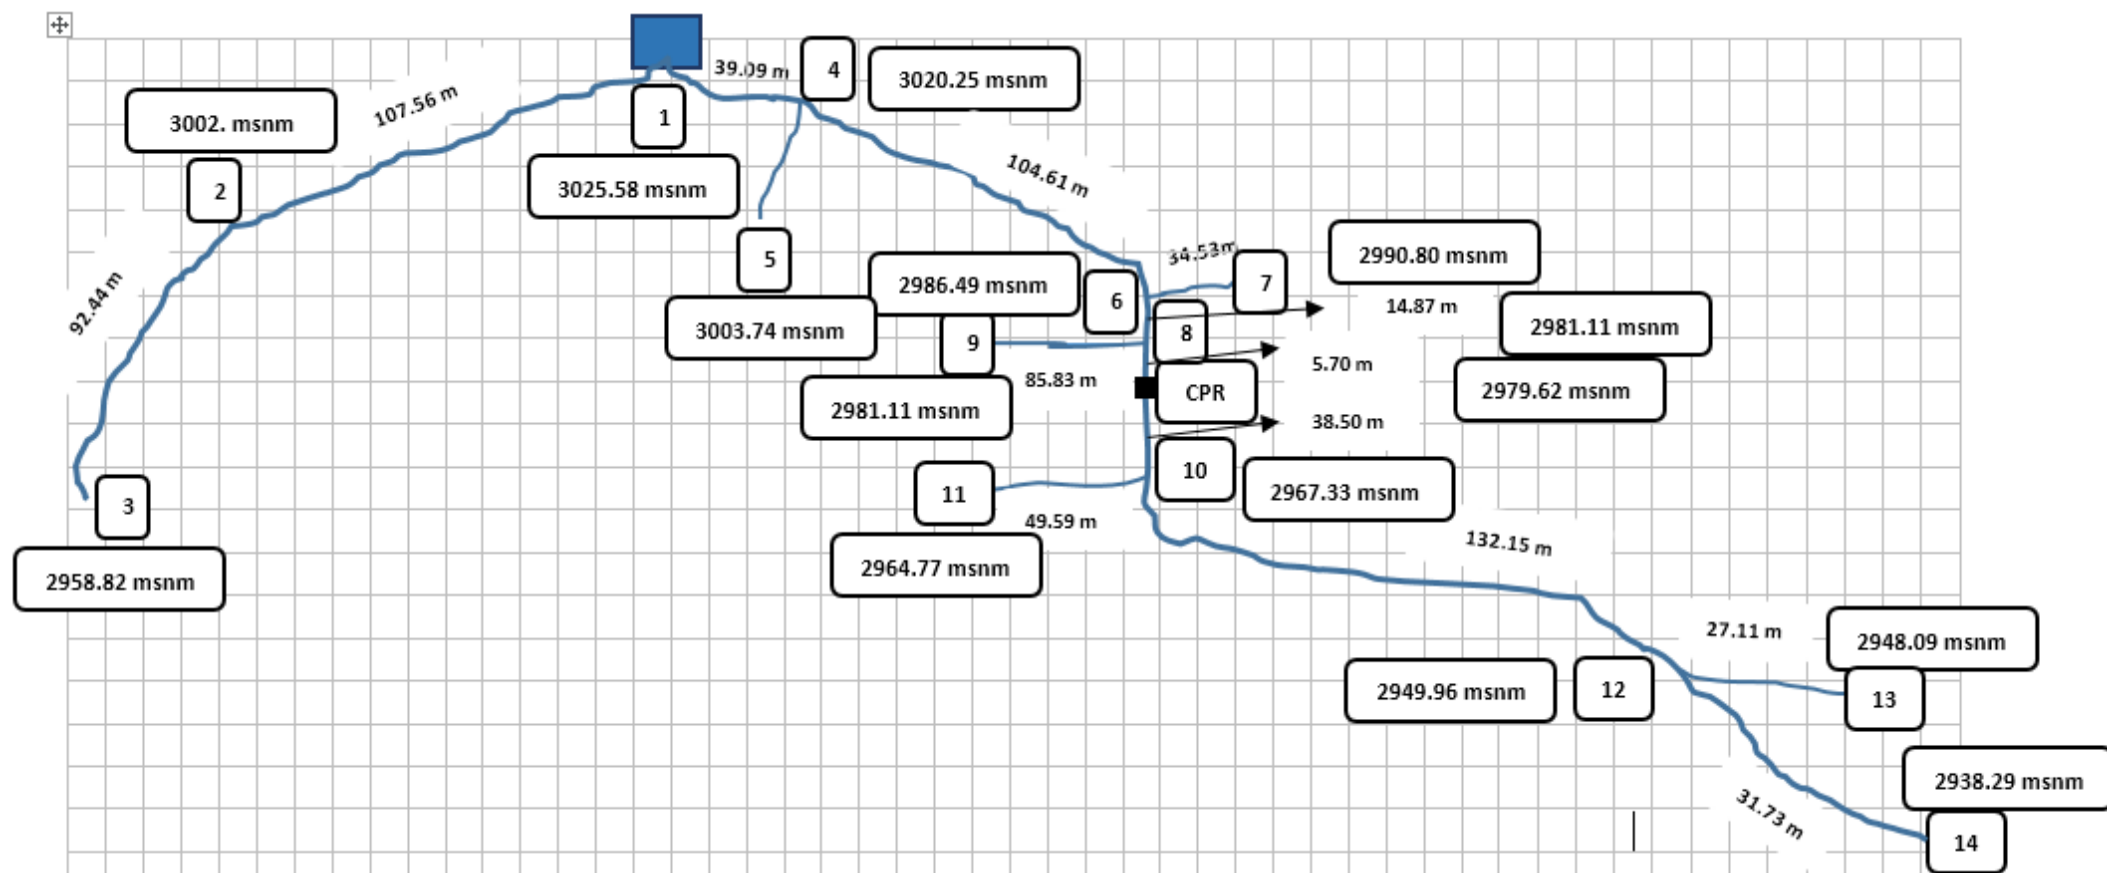 39.09 m
4
3020.25 msnm
107.56 m
3002. msnm
1
2
3025.58 msnm
104.61 m
5
34.53m
2990.80 msnm
2986.49 msnm
6
7
14.87 m
3003.74 msnm
9
8
2981.11 msnm
92.44 m
85.83 m
5.70 m
2979.62 msnm
2981.11 msnm
CPR
38.50 m
11
10
2967.33 msnm
3
49.59 m
132.15 m
2958.82 msnm
2964.77 msnm
27.11 m
2948.09 msnm
2949.96 msnm
12
13
2938.29 msnm
31.73 m
14